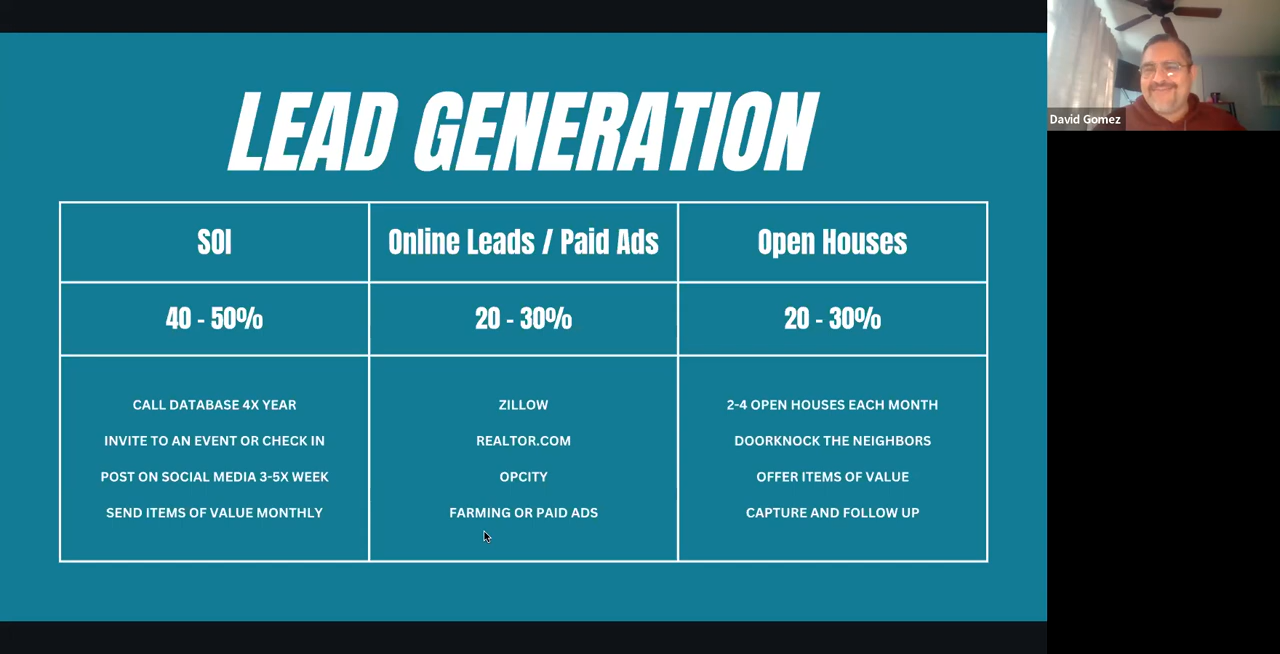 LEAD GENERATION
SOI
Online Leads / Paid Ads
Open Houses
40 - 50%
20 - 30%
20 - 30%
CALL DATABASE 4X YEAR
INVITE TO AN EVENT OR CHECK IN
POST ON SOCIAL MEDIA 3-5X WEEK
SEND ITEMS OF VALUE MONTHLY
ZILLOW
REALTOR.COM
OPCITY
FARMING OR PAID ADS
2-4 OPEN HOUSES EACH MONTH
DOORKNOCK THE NEIGHBORS
OFFER ITEMS OF VALUE
CAPTURE AND FOLLOW UP
David Gomez